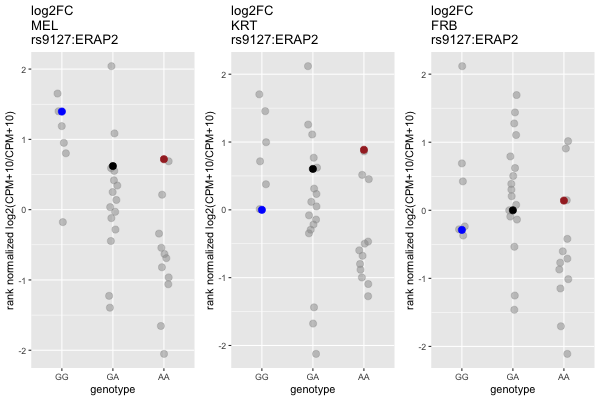 log2FC
MEL
rs9127:ERAP2
rank normalized log2(CPM+10/CPM+10)
2
1
0
-1
-2
GG
GA
AA
genotype
log2FC
KRT
rs9127:ERAP2
rank normalized log2(CPM+10/CPM+10)
2
1
0
-1
-2
GG
GA
AA
genotype
log2FC
FRB
rs9127:ERAP2
rank normalized log2(CPM+10/CPM+10)
2
1
0
-1
-2
GG
GA
AA
genotype